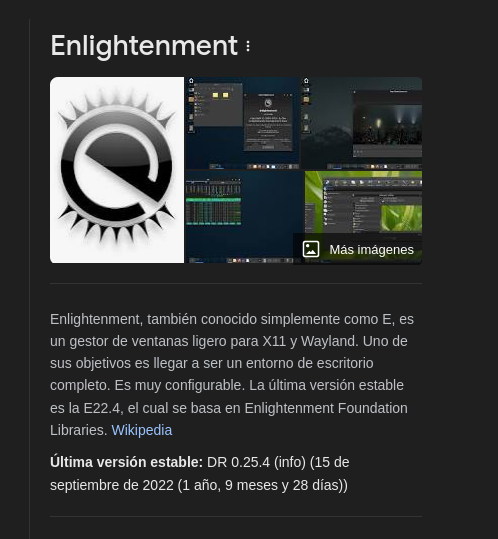 Enlightenment
Más imágenes
Enlightenment, también conocido simplemente como E, es
un gestor de ventanas ligero para X11 y Wayland. Uno de
sus objetivos es llegar a ser un entorno de escritorio
completo. Es muy configurable. La última versión estable
es la E22.4, el cual se basa en Enlightenment Foundation
Libraries. Wikipedia
Última versión estable: DR 0.25.4 (info) (15 de
septiembre de 2022 (1 año, 9 meses y 28 días))